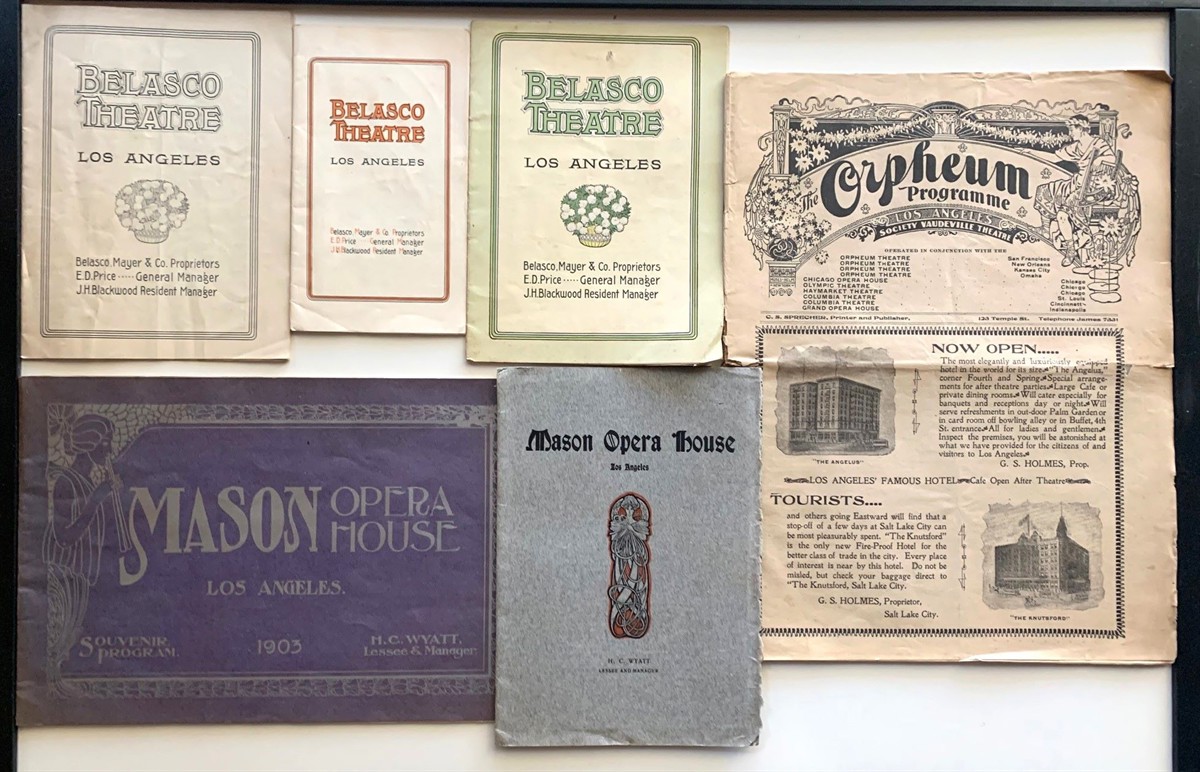 BELASCO
THEATRE
LOS ANGELES
Belasco, Mayer & Co. Proprietors
E.D. Price ····· General Manager
J.H. Blackwood Resident Manager
BELASCO
THEATRE
LOS ANGELES
Belasco, Mayer & Co. Proprietors
E.D. Price General Manager
J.H. Blackwood Resident Manager
BELASCO
THEATRE
LOS ANGELES
Belasco, Mayer & Co. Proprietors
E.D. Price ····· General Manager
J.H. Blackwood Resident Manager
The Orpheum
Programme
LOS ANGELES
SOCIETY VAUDEVILLE THEATRE
OPERATED IN CONJUNCTION WITH THE
ORPHEUM THEATRE San Francisco
ORPHEUM THEATRE New Orleans
ORPHEUM THEATRE Kansas City
ORPHEUM THEATRE Omaha
CHICAGO OPERA HOUSE Chicago
OLYMPIC THEATRE Chicago
HAYMARKET THEATRE Chicago
COLUMBIA THEATRE St. Louis
COLUMBIA THEATRE Cincinnati
GRAND OPERA HOUSE Indianapolis
C. S. SPRECHER, Printer and Publisher. 123 Temple St. Telephone James 7231
NOW OPEN.....
The most elegantly and luxuriously equipped
hotel in the world for its size "The Angelus,"
corner Fourth and Spring Special arrange-
ments for after theatre parties Large Cafe or
private dining rooms Will cater especially for
banquets and receptions day or night Will
serve refreshments in out-door Palm Garden or
in card room off bowling alley or in Buffet, 4th
St. entrance All for ladies and gentlemen
Inspect the premises, you will be astonished at
what we have provided for the citizens of and
visitors to Los Angeles
G. S. HOLMES, Prop.
"THE ANGELUS"
LOS ANGELES' FAMOUS HOTEL Cafe Open After Theatre
TOURISTS....
and others going Eastward will find that a
stop-off of a few days at Salt Lake City can
be most pleasurably spent. "The Knutsford"
is the only new Fire-Proof Hotel for the
better class of trade in the city. Every place
of interest is near by this hotel. Do not be
misled, but check your baggage direct to
"The Knutsford, Salt Lake City.
G. S. HOLMES, Proprietor,
Salt Lake City.
"THE KNUTSFORD"
MASON OPERA
HOUSE
LOS ANGELES.
SOUVENIR
PROGRAM.
1903
H.C. WYATT,
Lessee & Manager
Mason Opera House
Los Angeles
H. C. WYATT
LESSEE AND MANAGER